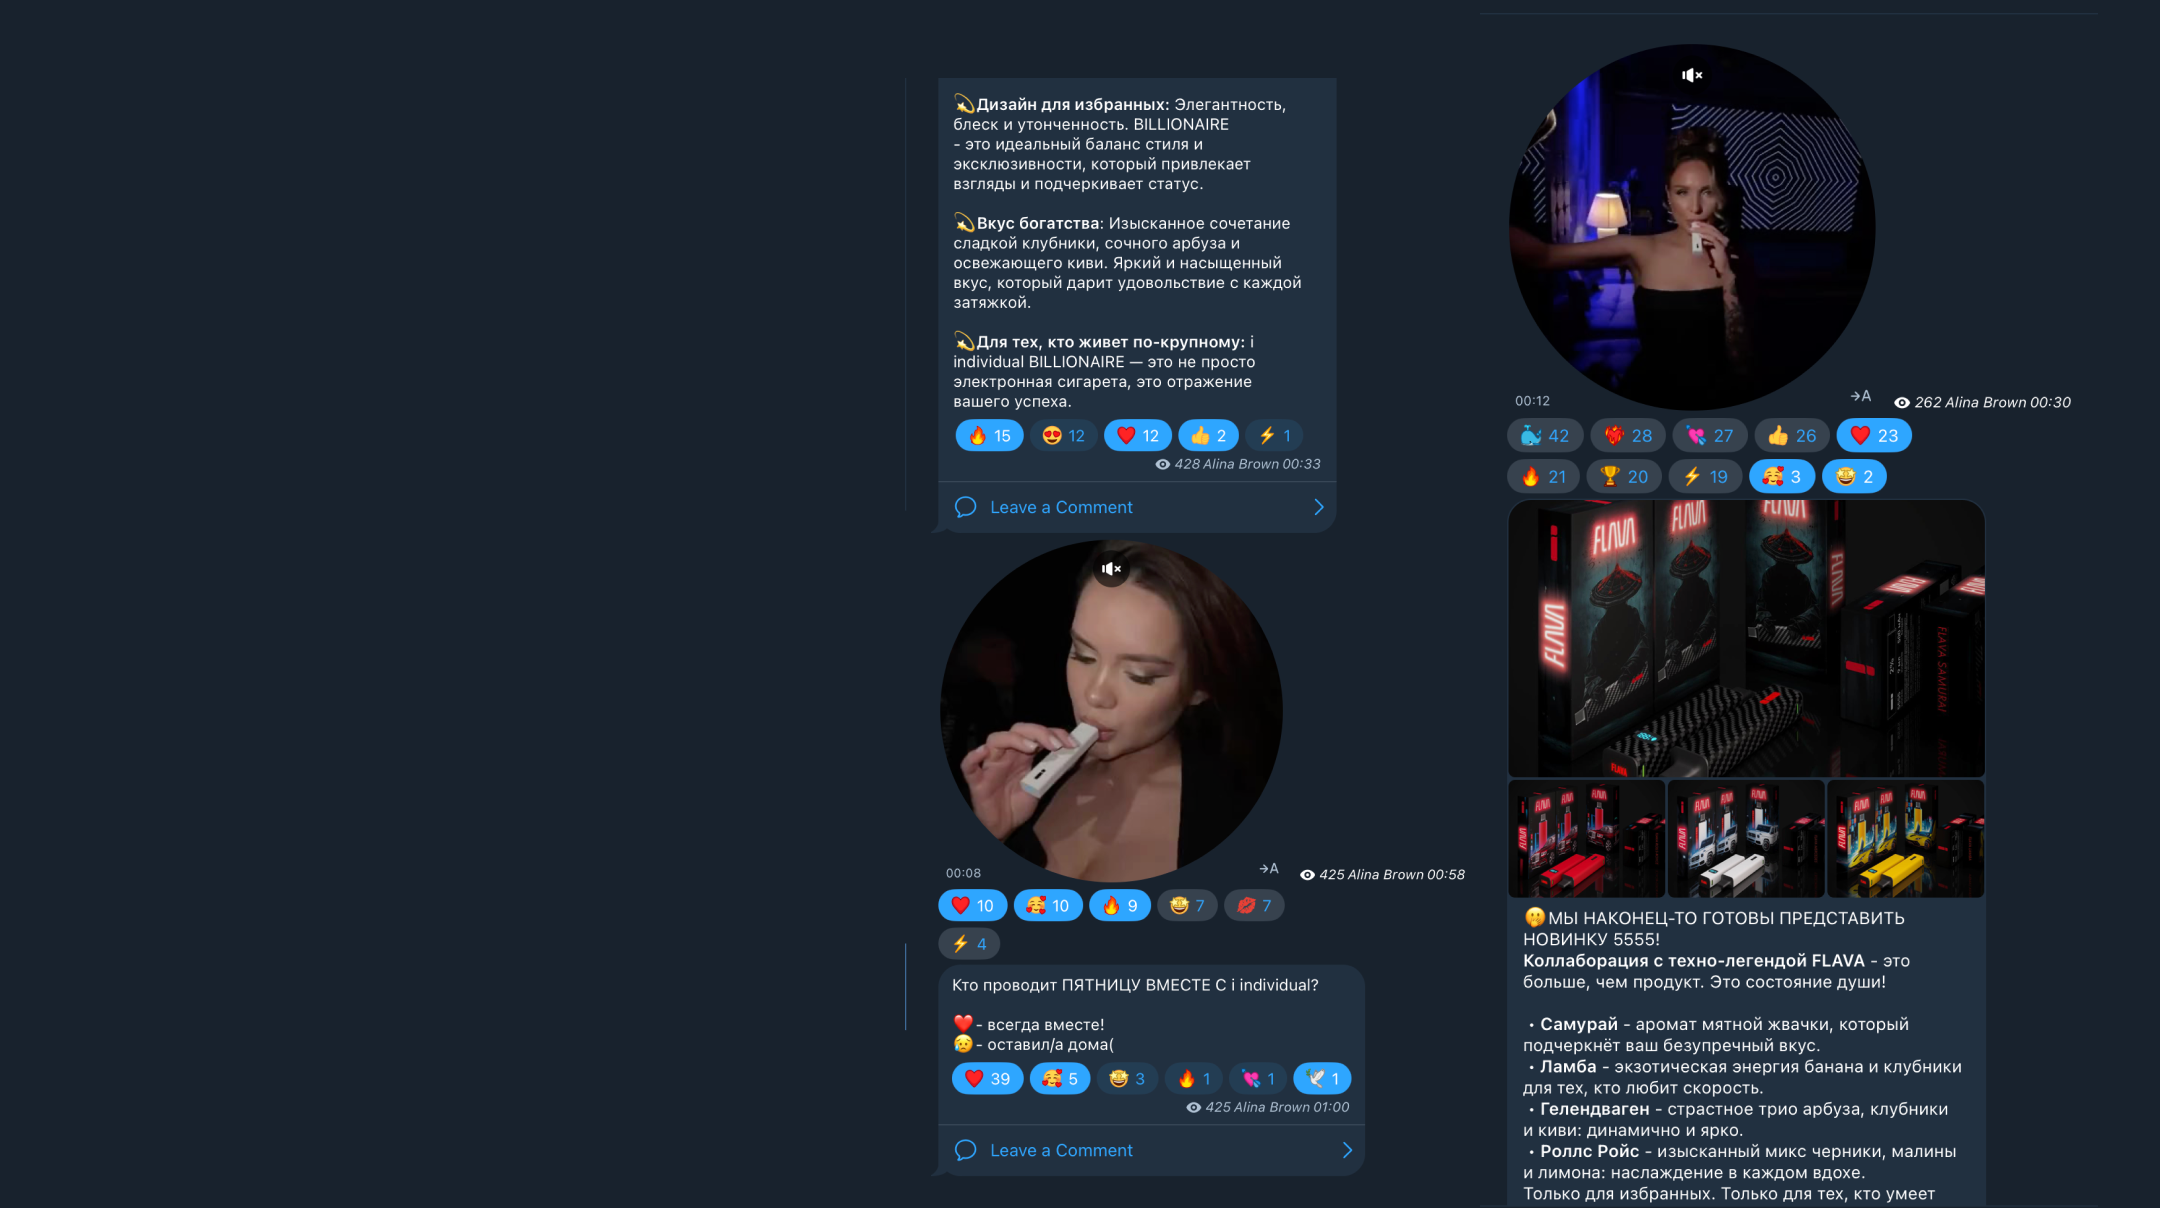 💫Дизайн для избранных: Элегантность,
блеск и утонченность. BILLIONAIRE
- это идеальный баланс стиля и
эксклюзивности, который привлекает
взгляды и подчеркивает статус.
💫Вкус богатства: Изысканное сочетание
сладкой клубники, сочного арбуза и
освежающего киви. Яркий и насыщенный
вкус, который дарит удовольствие с каждой
затяжкой.
💫Для тех, кто живет по-крупному: i
individual BILLIONAIRE — это не просто
электронная сигарета, это отражение
вашего успеха.
🔥 15 😍 12 ❤️ 12 👍 2 ⚡ 1
428 Alina Brown 00:33
Leave a Comment
00:08
→A
425 Alina Brown 00:58
❤️ 10 🥰 10 🔥 9 🤩 7 💋 7
⚡ 4
Кто проводит ПЯТНИЦУ ВМЕСТЕ С i individual?
❤️- всегда вместе!
😥- оставил/а дома(
❤️ 39 🥰 5 🤩 3 🔥 1 💘 1 🕊 1
425 Alina Brown 01:00
Leave a Comment
00:12
→A
262 Alina Brown 00:30
🐳 42 ❤️‍🔥 28 💘 27 👍 26 ❤️ 23
🔥 21 🏆 20 ⚡ 19 🥰 3 🤩 2
FLAVA
FLAVA
FLAVA
FLAVA
FLAVA
FLAVA
FLAVA SAMURAI
FLAVA
🤭МЫ НАКОНЕЦ-ТО ГОТОВЫ ПРЕДСТАВИТЬ
НОВИНКУ 5555!
Коллаборация с техно-легендой FLAVA - это
больше, чем продукт. Это состояние души!
• Самурай - аромат мятной жвачки, который
подчеркнёт ваш безупречный вкус.
• Ламба - экзотическая энергия банана и клубники
для тех, кто любит скорость.
• Гелендваген - страстное трио арбуза, клубники
и киви: динамично и ярко.
• Роллс Ройс - изысканный микс черники, малины
и лимона: наслаждение в каждом вдохе.
Только для избранных. Только для тех, кто умеет